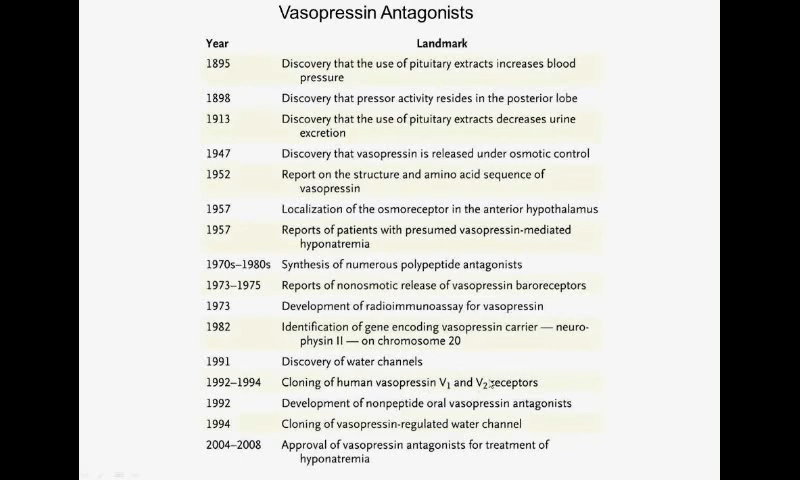 Vasopressin Antagonists
Year Landmark
1895 Discovery that the use of pituitary extracts increases blood
pressure
1898 Discovery that pressor activity resides in the posterior lobe
1913 Discovery that the use of pituitary extracts decreases urine
excretion
1947 Discovery that vasopressin is released under osmotic control
1952 Report on the structure and amino acid sequence of
vasopressin
1957 Localization of the osmoreceptor in the anterior hypothalamus
1957 Reports of patients with presumed vasopressin-mediated
hyponatremia
1970s–1980s Synthesis of numerous polypeptide antagonists
1973–1975 Reports of nonosmotic release of vasopressin baroreceptors
1973 Development of radioimmunoassay for vasopressin
1982 Identification of gene encoding vasopressin carrier — neuro-
physin II — on chromosome 20
1991 Discovery of water channels
1992–1994 Cloning of human vasopressin V1 and V2 receptors
1992 Development of nonpeptide oral vasopressin antagonists
1994 Cloning of vasopressin-regulated water channel
2004–2008 Approval of vasopressin antagonists for treatment of
hyponatremia